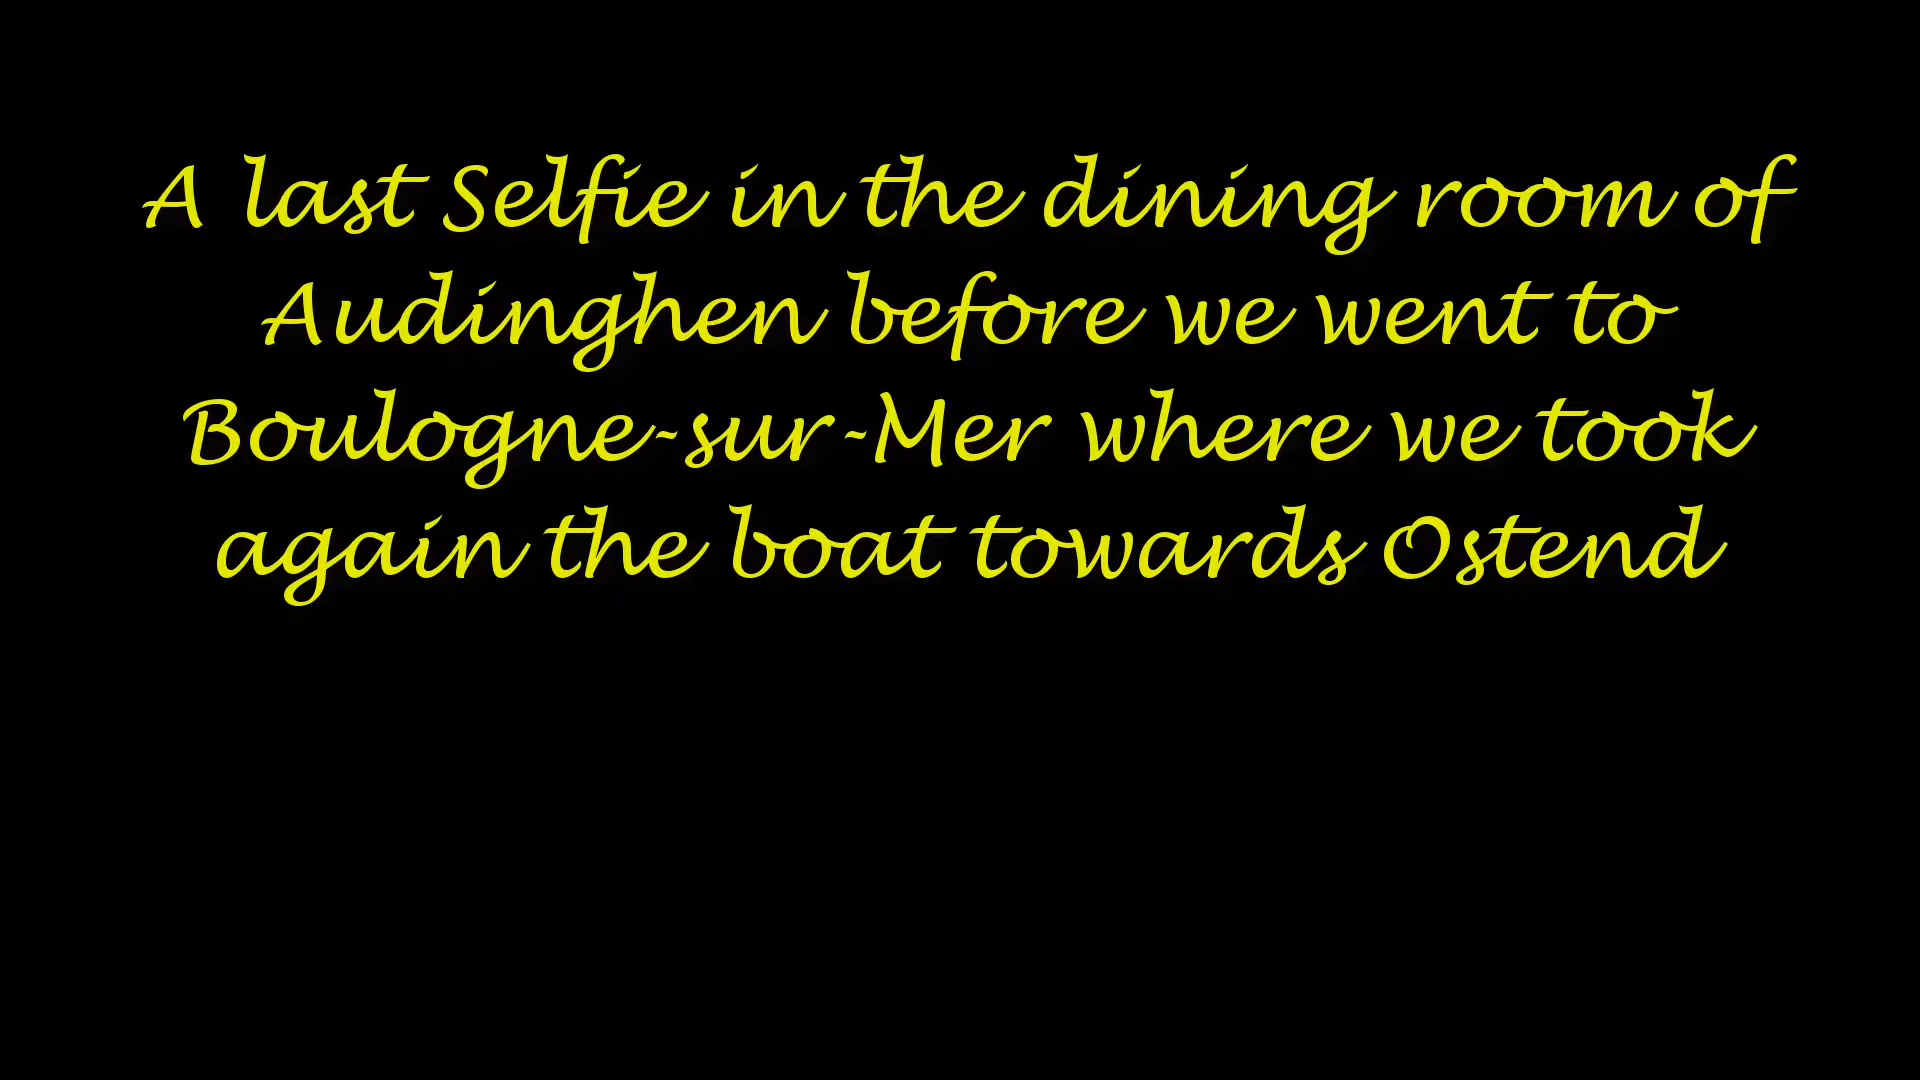 A last Selfie in the dining room of
Audinghen before we went to
Boulogne-sur-Mer where we took
again the boat towards Ostend